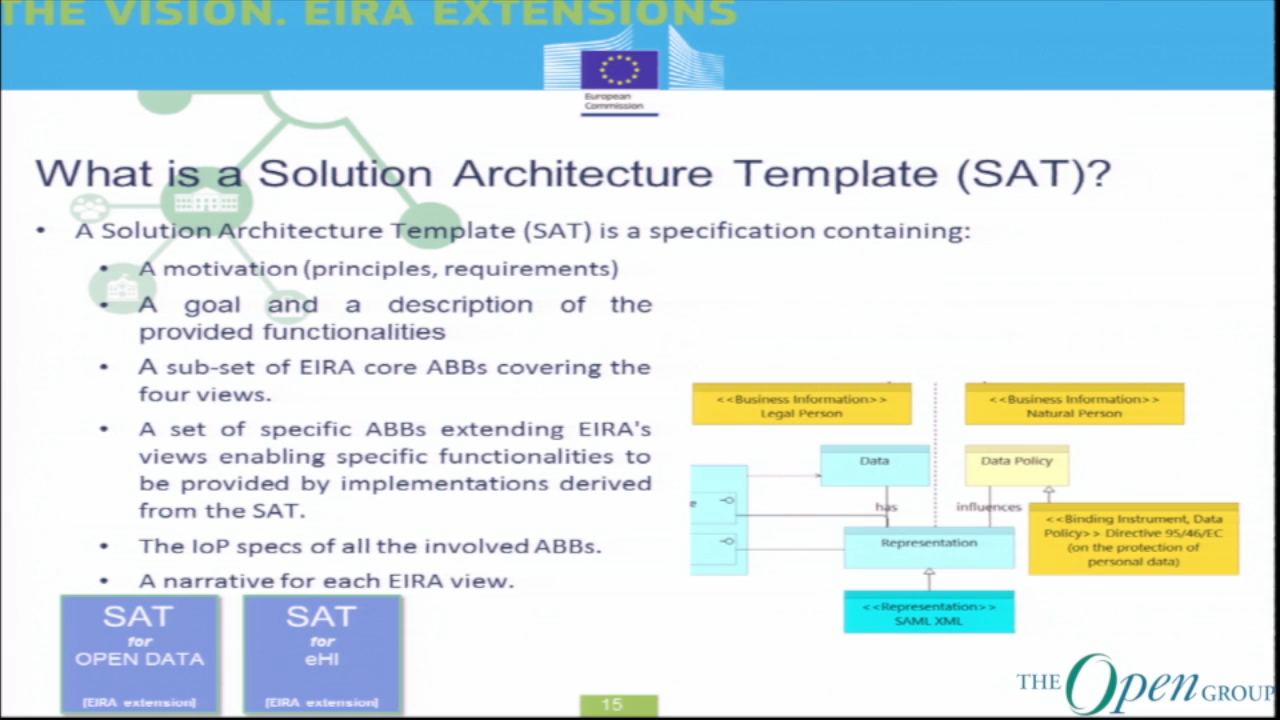 THE VISION. EIRA EXTENSIONS
European
Commission
What is a Solution Architecture Template (SAT)?
• A Solution Architecture Template (SAT) is a specification containing:
• A motivation (principles, requirements)
• A goal and a description of the
provided functionalities
• A sub-set of EIRA core ABBs covering the
four views.
• A set of specific ABBs extending EIRA's
views enabling specific functionalities to
be provided by implementations derived
from the SAT.
• The IoP specs of all the involved ABBs.
• A narrative for each EIRA view.
<<Business Information>>
Legal Person
<<Business Information>>
Natural Person
Data
Data Policy
e
has
influences
Representation
<<Binding Instrument, Data
Policy>> Directive 95/46/EC
(on the protection of
personal data)
<<Representation>>
SAML XML
SAT
for
OPEN DATA
[EIRA extension]
SAT
for
eHI
[EIRA extension]
15
THE Open GROUP